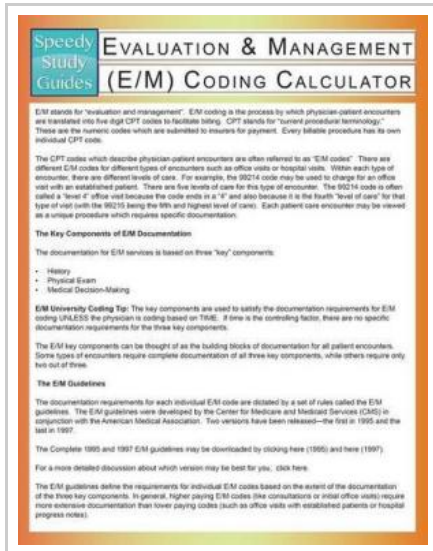 Speedy
Study
Guides
EVALUATION & MANAGEMENT
(E/M) CODING CALCULATOR
E/M stands for "evaluation and management". E/M coding is the process by which physician-patient encounters
are translated into five digit CPT codes to facilitate billing. CPT stands for "current procedural terminology."
These are the numeric codes which are submitted to insurers for payment. Every billable procedure has its own
individual CPT code.
The CPT codes which describe physician-patient encounters are often referred to as "E/M codes". There are
different E/M codes for different types of encounters such as office visits or hospital visits. Within each type of
encounter, there are different levels of care. For example, the 99214 code may be used to charge for an office
visit with an established patient. There are five levels of care for this type of encounter. The 99214 code is often
called a "level 4" office visit because the code ends in a "4" and also because it is the fourth "level of care" for that
type of visit (with the 99215 being the fifth and highest level of care). Each patient care encounter may be viewed
as a unique procedure which requires specific documentation.
The Key Components of E/M Documentation
The documentation for E/M services is based on three "key" components:
• History
• Physical Exam
• Medical Decision-Making
E/M University Coding Tip: The key components are used to satisfy the documentation requirements for E/M
coding UNLESS the physician is coding based on TIME. If time is the controlling factor, there are no specific
documentation requirements for the three key components.
The E/M key components can be thought of as the building blocks of documentation for all patient encounters.
Some types of encounters require complete documentation of all three key components, while others require only
two out of three.
The E/M Guidelines
The documentation requirements for each individual E/M code are dictated by a set of rules called the E/M
guidelines. The E/M guidelines were developed by the Center for Medicare and Medicaid Services (CMS) in
conjunction with the American Medical Association. Two versions have been released—the first in 1995 and the
last in 1997.
The Complete 1995 and 1997 E/M guidelines may be downloaded by clicking here (1995) and here (1997).
For a more detailed discussion about which version may be best for you, click here.
The E/M guidelines define the requirements for individual E/M codes based on the extent of the documentation
of the three key components. In general, higher paying E/M codes (like consultations or initial office visits) require
more extensive documentation than lower paying codes (such as office visits with established patients or hospital
progress notes).